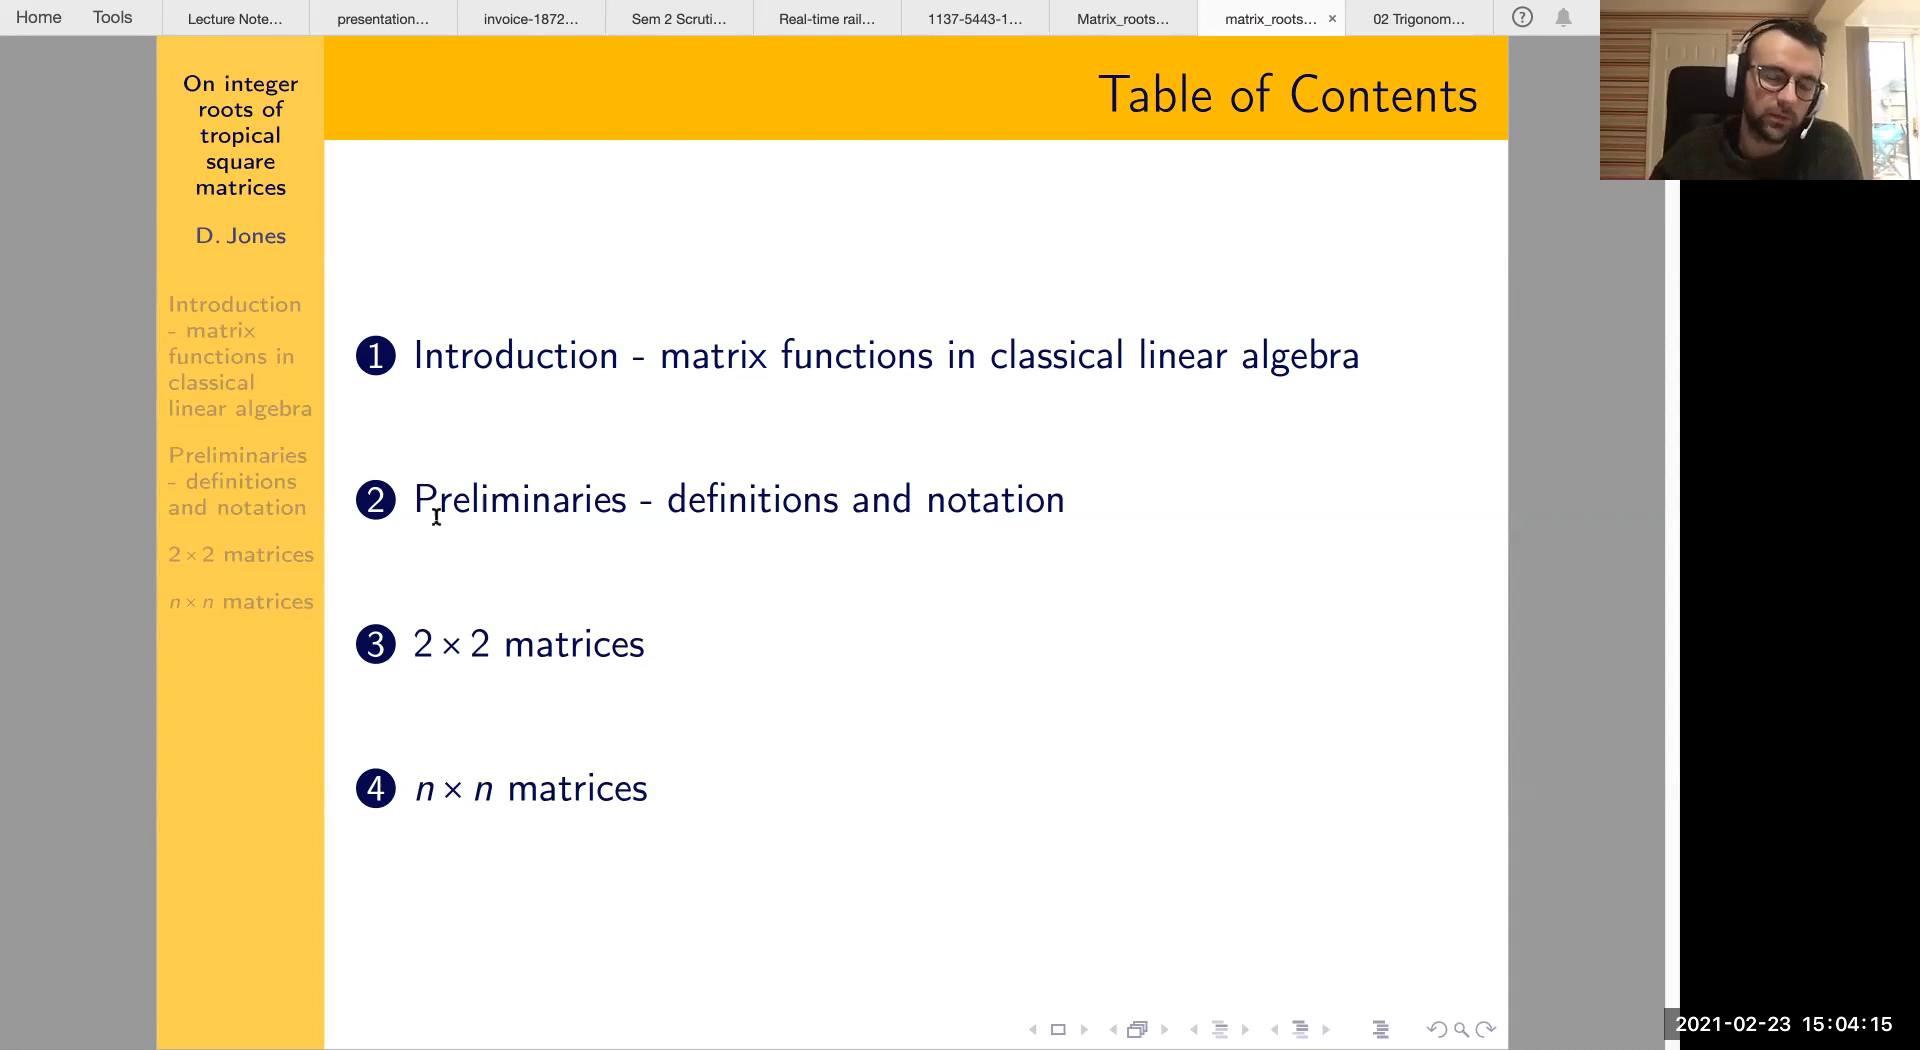 Home Tools Lecture Note... presentation... invoice-1872... Sem 2 Scruti... Real-time rail... 1137-5443-1... Matrix_roots... matrix_roots... × 02 Trigonom... ?
On integer
roots of
tropical
square
matrices
D. Jones
Introduction
- matrix
functions in
classical
linear algebra
Preliminaries
- definitions
and notation
2 × 2 matrices
n × n matrices
Table of Contents
1 Introduction - matrix functions in classical linear algebra
2 Preliminaries - definitions and notation
3 2 × 2 matrices
4 n × n matrices
2021-02-23 15:04:15